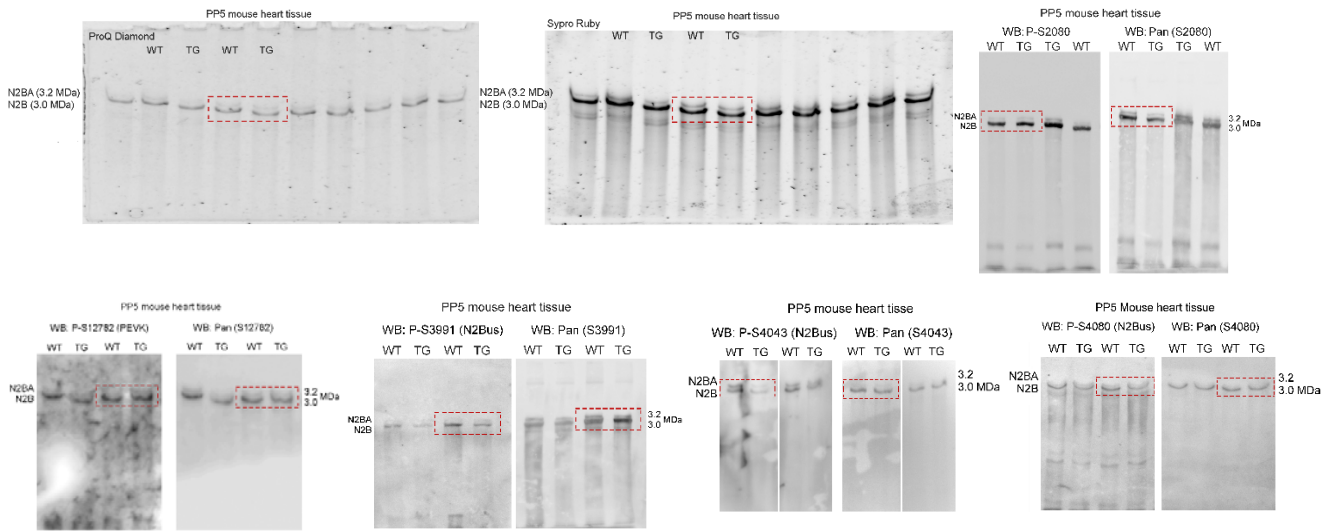 PP5 mouse heart tissue
ProQ Diamond
WT TG WT TG
N2BA (3.2 MDa)
N2B (3.0 MDa)
PP5 mouse heart tissue
Sypro Ruby
WT TG WT TG
N2BA (3.2 MDa)
N2B (3.0 MDa)
PP5 mouse heart tissue
WB: P-S2080 WB: Pan (S2080)
WT TG TG WT WT TG TG WT
N2BA 3.2 MDa
N2B 3.0
PP5 mouse heart tissue
WB: P-S12782 (PEVK) WB: Pan (S12782)
WT TG WT TG WT TG WT TG
N2BA 3.2 MDa
N2B 3.0
PP5 mouse heart tissue
WB: P-S3991 (N2Bus) WB: Pan (S3991)
WT TG WT TG WT TG WT TG
N2BA 3.2 MDa
N2B 3.0
PP5 mouse heart tissue
WB: P-S4043 (N2Bus) WB: Pan (S4043)
WT TG WT TG WT TG WT TG
N2BA 3.2
N2B 3.0 MDa
PP5 Mouse heart tissue
WB: P-S4080 (N2Bus) WB: Pan (S4080)
WT TG WT TG WT TG WT TG
N2BA 3.2
N2B 3.0 MDa